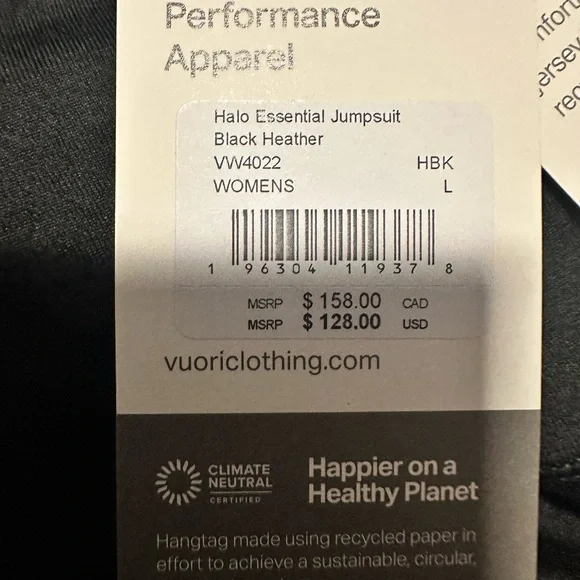 Performance
Apparel
Halo Essential Jumpsuit
Black Heather
VW4022 HBK
WOMENS L
1 96304 11937 8
MSRP $ 158.00 CAD
MSRP $ 128.00 USD
vuoriclothing.com
CLIMATE
NEUTRAL
CERTIFIED
Happier on a
Healthy Planet
Hangtag made using recycled paper in
effort to achieve a sustainable, circular,